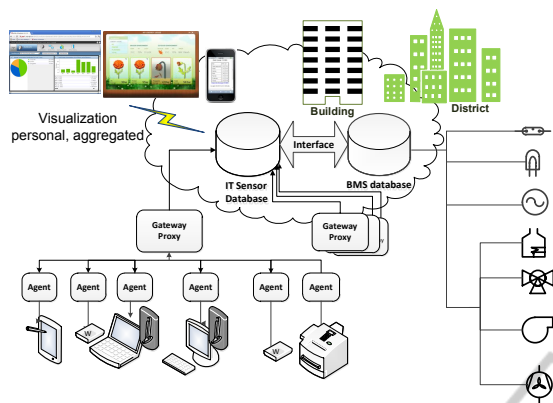 Visualization
personal, aggregated
Building
District
Interface
IT Sensor
Database
BMS database
Gateway
Proxy
Gateway
Proxy
Agent
Agent
Agent
Agent
Agent
Agent
W
W